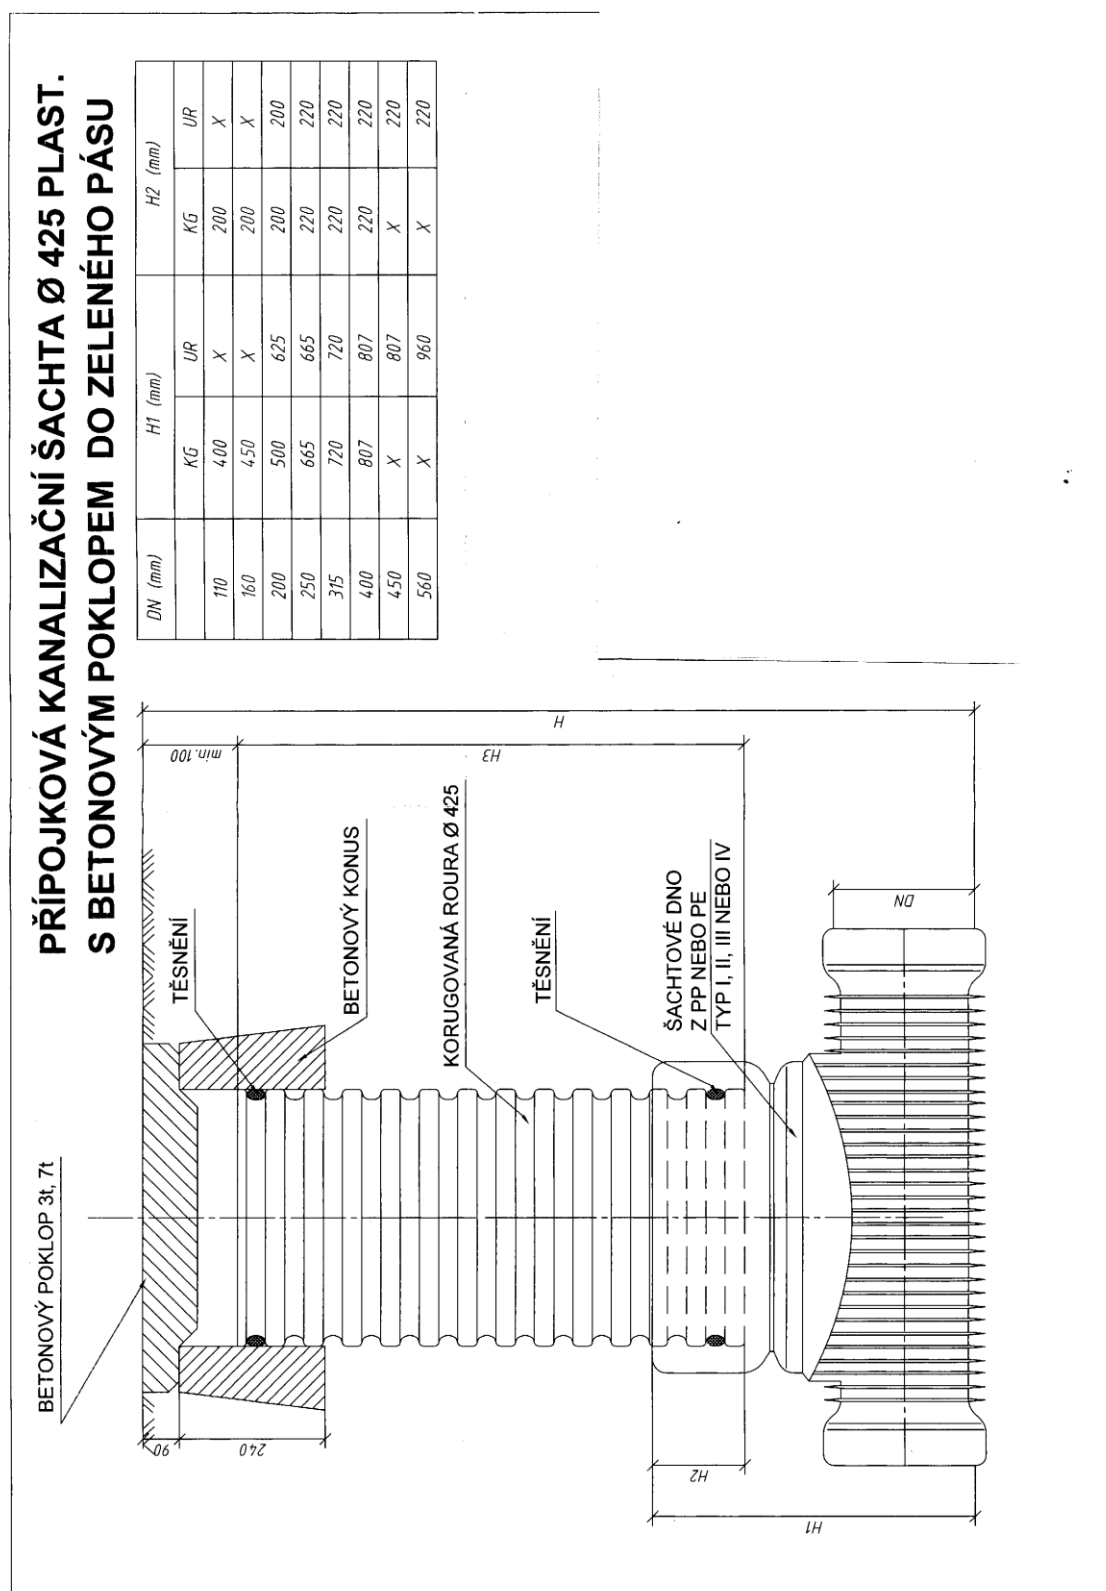 PŘÍPOJKOVÁ KANALIZAČNÍ ŠACHTA Ø 425 PLAST.
S BETONOVÝM POKLOPEM DO ZELENÉHO PÁSU
DN (mm) H1 (mm) H2 (mm)
KG UR KG UR
110 400 X 200 X
160 450 X 200 X
200 500 625 200 200
250 665 665 220 220
315 720 720 220 220
400 807 807 220 220
450 X 807 X 220
560 X 960 X 220
BETONOVÝ POKLOP 3t, 7t
TĚSNĚNÍ
BETONOVÝ KONUS
KORUGOVANÁ ROURA Ø 425
TĚSNĚNÍ
ŠACHTOVÉ DNO
Z PP NEBO PE
TYP I, II, III NEBO IV
90
240
min.100
H3
H
H2
H1
DN